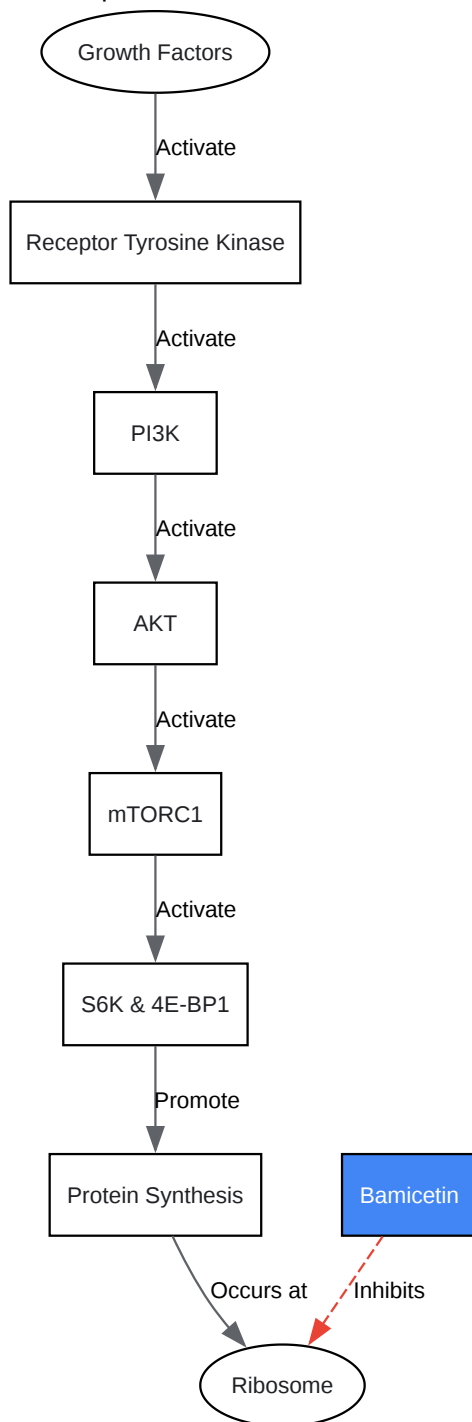 Growth Factors
Activate
Receptor Tyrosine Kinase
Activate
PI3K
Activate
AKT
Activate
mTORC1
Activate
S6K & 4E-BP1
Promote
Protein Synthesis
Bamicetin
Occurs at
Inhibits
Ribosome